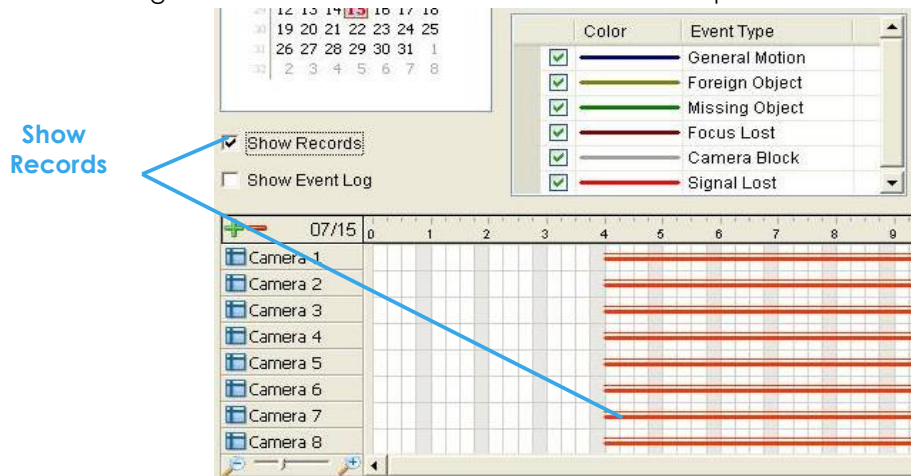 29 12 13 14 15 16 17 18
30 19 20 21 22 23 24 25
31 26 27 28 29 30 31 1
32 2 3 4 5 6 7 8
Color Event Type
General Motion
Foreign Object
Missing Object
Focus Lost
Camera Block
Signal Lost
Show
Records
Show Records
Show Event Log
07/15 0 1 2 3 4 5 6 7 8 9
Camera 1
Camera 2
Camera 3
Camera 4
Camera 5
Camera 6
Camera 7
Camera 8